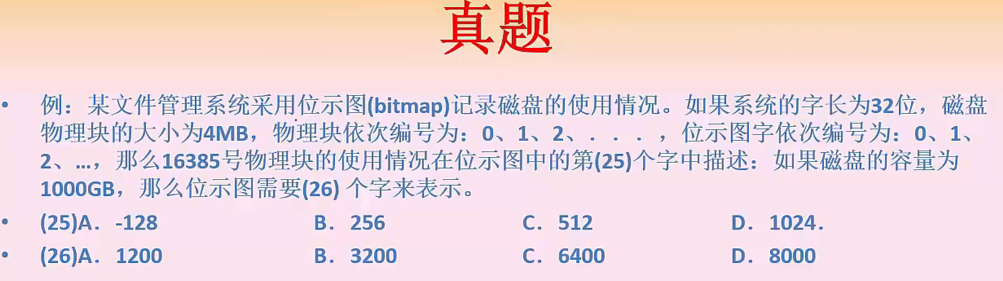 真题
• 例：某文件管理系统采用位示图(bitmap)记录磁盘的使用情况。如果系统的字长为32位，磁盘
物理块的大小为4MB，物理块依次编号为：0、1、2、．．．，位示图字依次编号为：0、1、
2、…，那么16385号物理块的使用情况在位示图中的第(25)个字中描述：如果磁盘的容量为
1000GB，那么位示图需要(26) 个字来表示。
• (25)A．-128 B．256 C．512 D．1024．
• (26)A．1200 B．3200 C．6400 D．8000